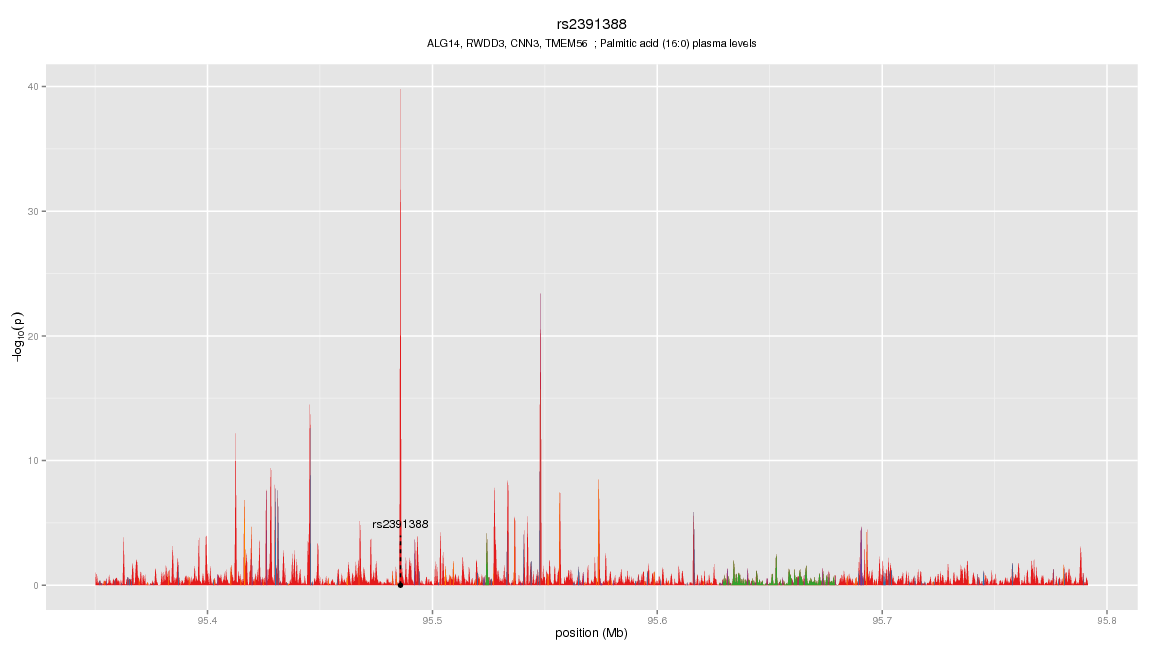 rs2391388
ALG14, RWDD3, CNN3, TMEM56 ; Palmitic acid (16:0) plasma levels
40
30
20
10
0
−log10(p)
rs2391388
95.4 95.5 95.6 95.7 95.8
position (Mb)